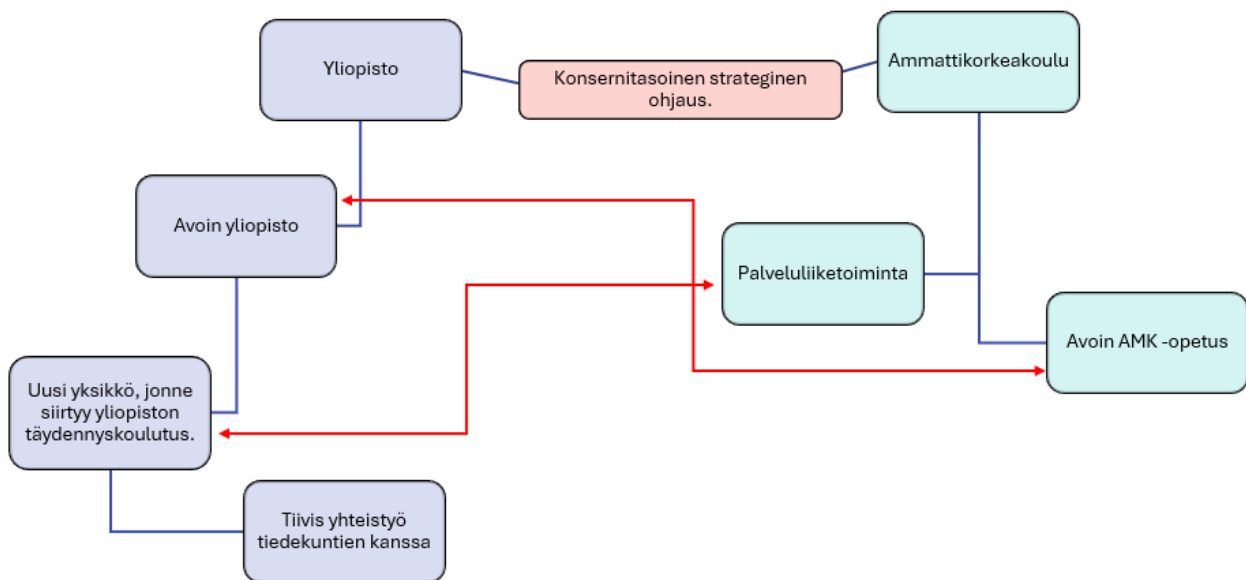 Yliopisto
Konsernitasoinen strateginen
ohjaus.
Ammattikorkeakoulu
Avoin yliopisto
Palveluliiketoiminta
Avoin AMK -opetus
Uusi yksikkö, jonne
siirtyy yliopiston
täydennyskoulutus.
Tiivis yhteistyö
tiedekuntien kanssa